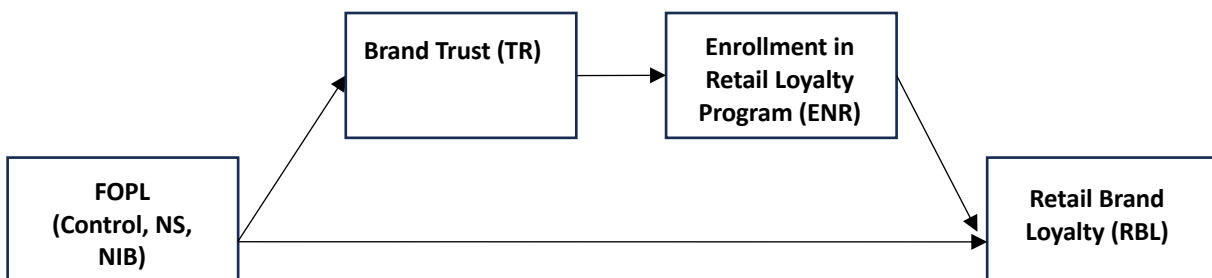 Brand Trust (TR)
Enrollment in
Retail Loyalty
Program (ENR)
FOPL
(Control, NS,
NIB)
Retail Brand
Loyalty (RBL)